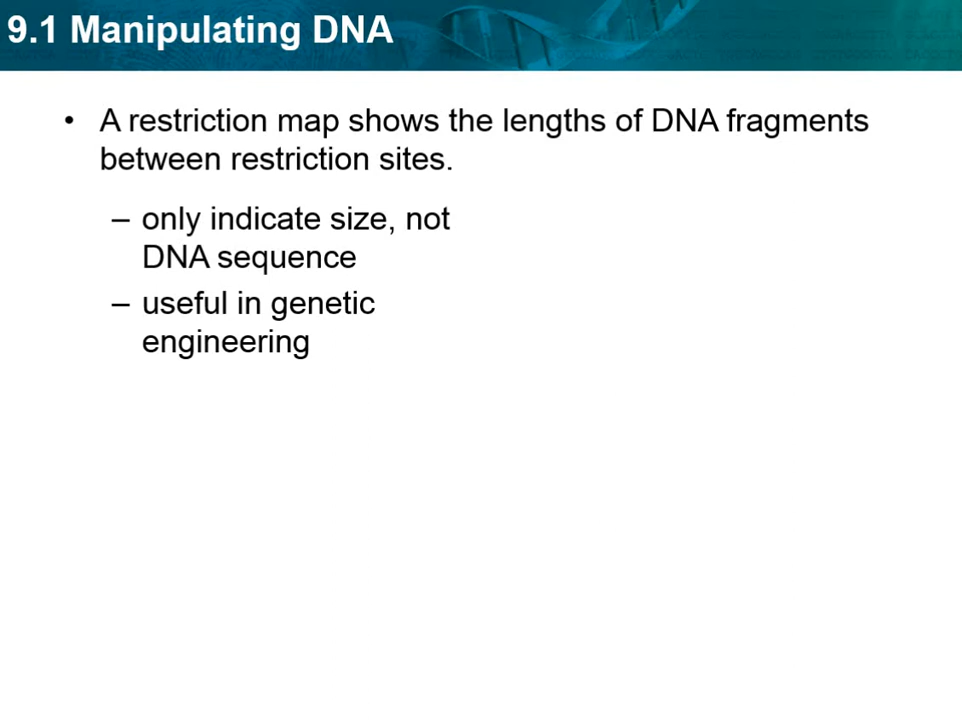 9.1 Manipulating DNA
• A restriction map shows the lengths of DNA fragments
between restriction sites.
– only indicate size, not
DNA sequence
– useful in genetic
engineering